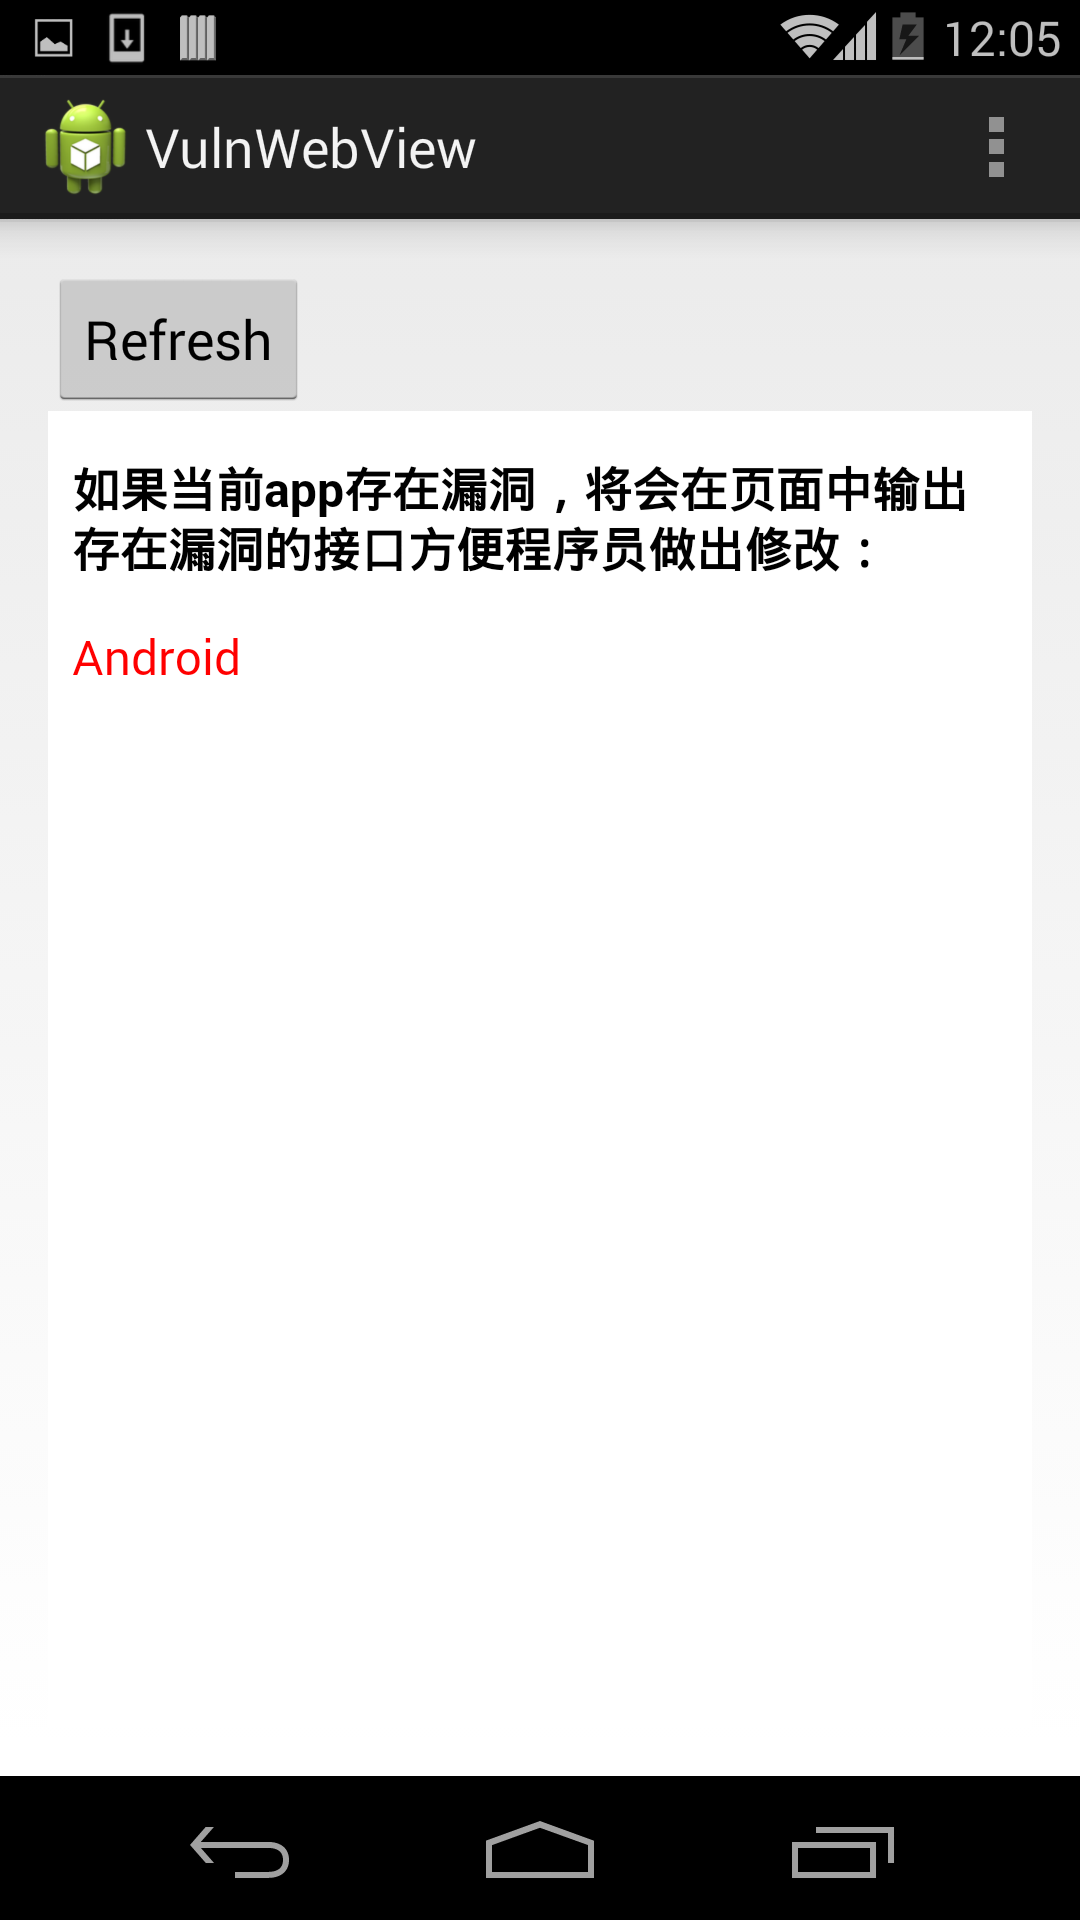 12:05
VulnWebView
Refresh
如果当前app存在漏洞，将会在页面中输出
存在漏洞的接口方便程序员做出修改：
Android